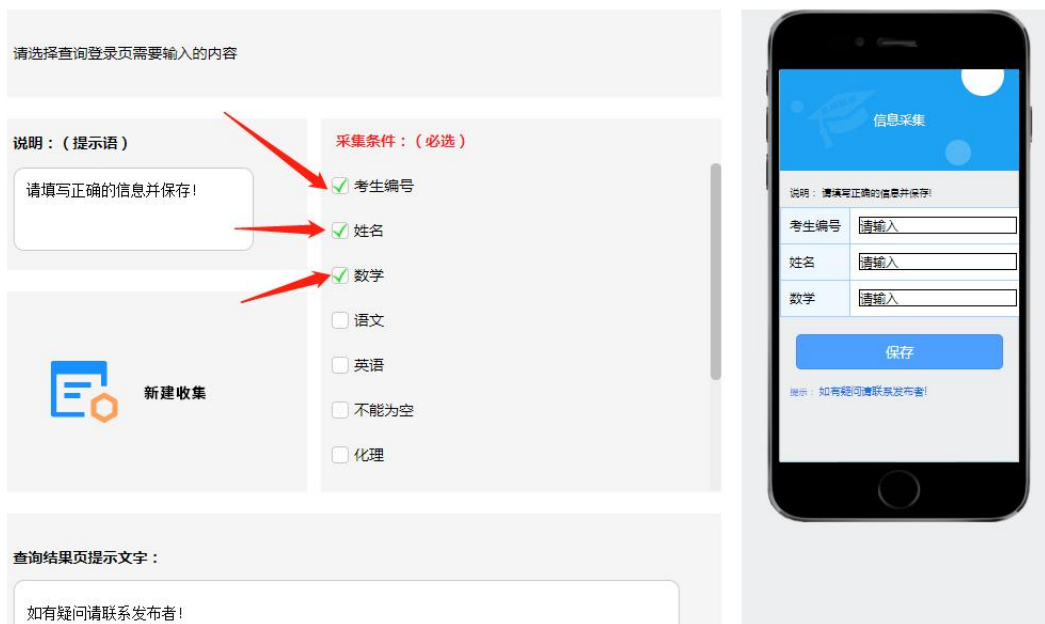 请选择查询登录页需要输入的内容
说明：（提示语）
请填写正确的信息并保存！
新建收集
采集条件：（必选）
考生编号
姓名
数学
语文
英语
不能为空
化理
查询结果页提示文字：
如有疑问请联系发布者！
信息采集
说明： 请填写正确的信息并保存!
考生编号 请输入
姓名 请输入
数学 请输入
保存
提示： 如有疑问请联系发布者!